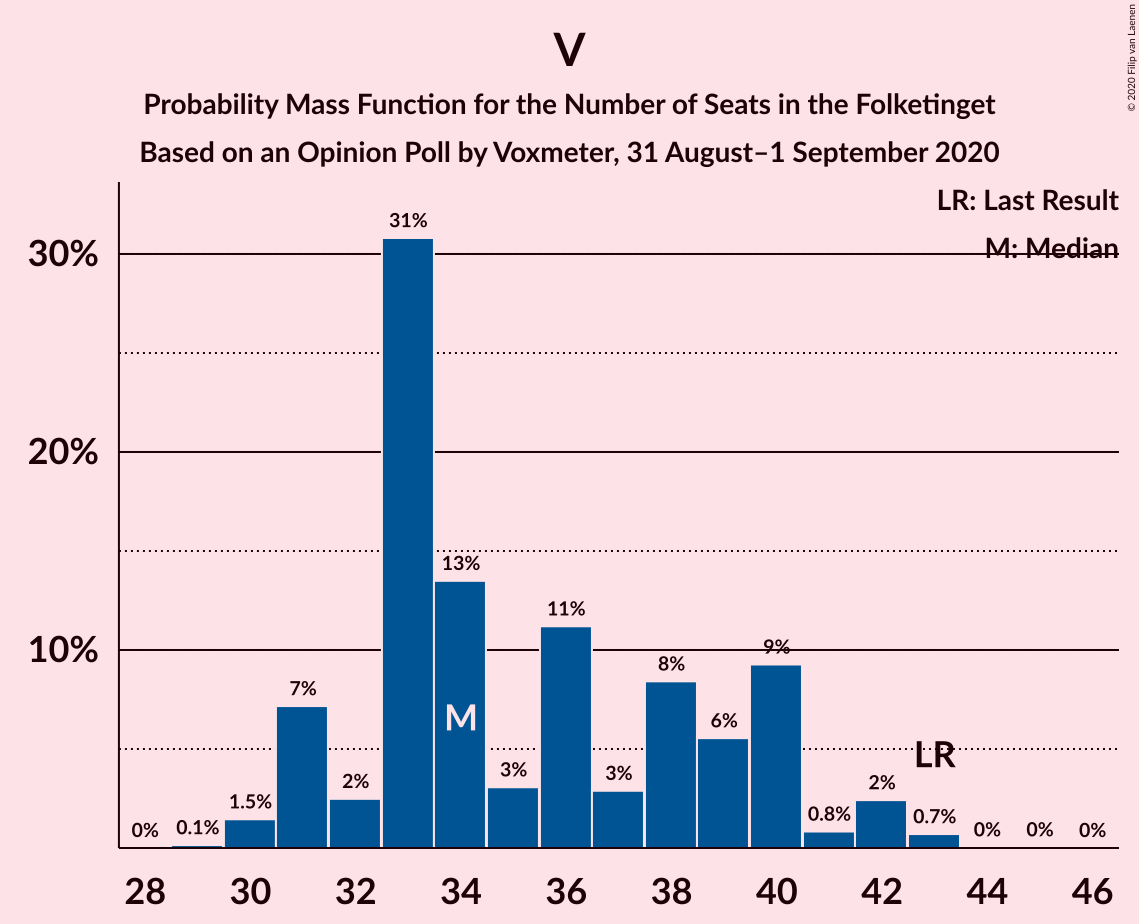 © 2020 Filip van Laenen
V
Probability Mass Function for the Number of Seats in the Folketinget
Based on an Opinion Poll by Voxmeter, 31 August–1 September 2020
LR: Last Result
M: Median
30%
20%
10%
0%
0.1%
1.5%
7%
2%
31%
13%
3%
11%
3%
8%
6%
9%
0.8%
2%
0.7%
0%
0%
0%
M
LR
28 30 32 34 36 38 40 42 44 46